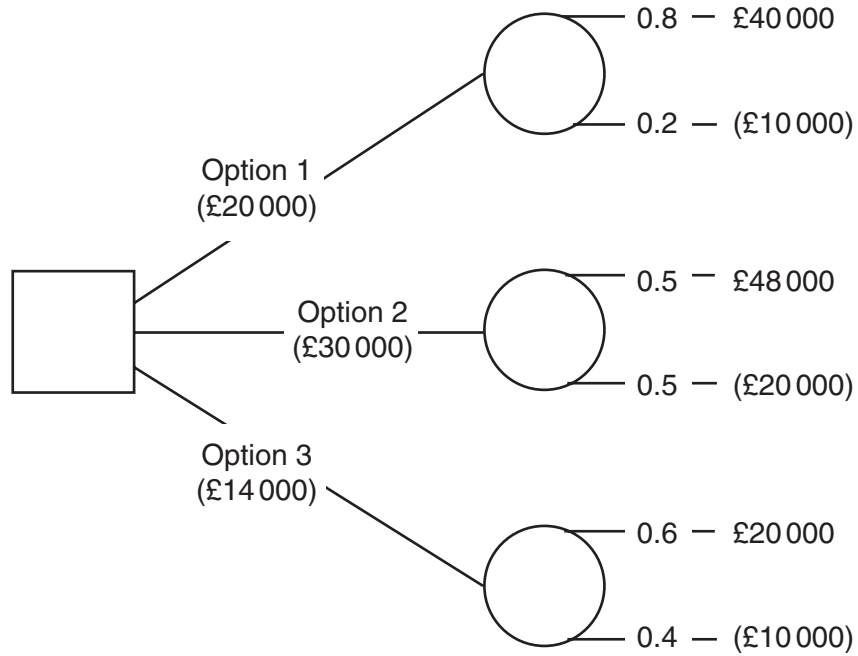 0.8 — £40 000
0.2 — (£10 000)
Option 1
(£20 000)
0.5 — £48 000
Option 2
(£30 000)
0.5 — (£20 000)
Option 3
(£14 000)
0.6 — £20 000
0.4 — (£10 000)